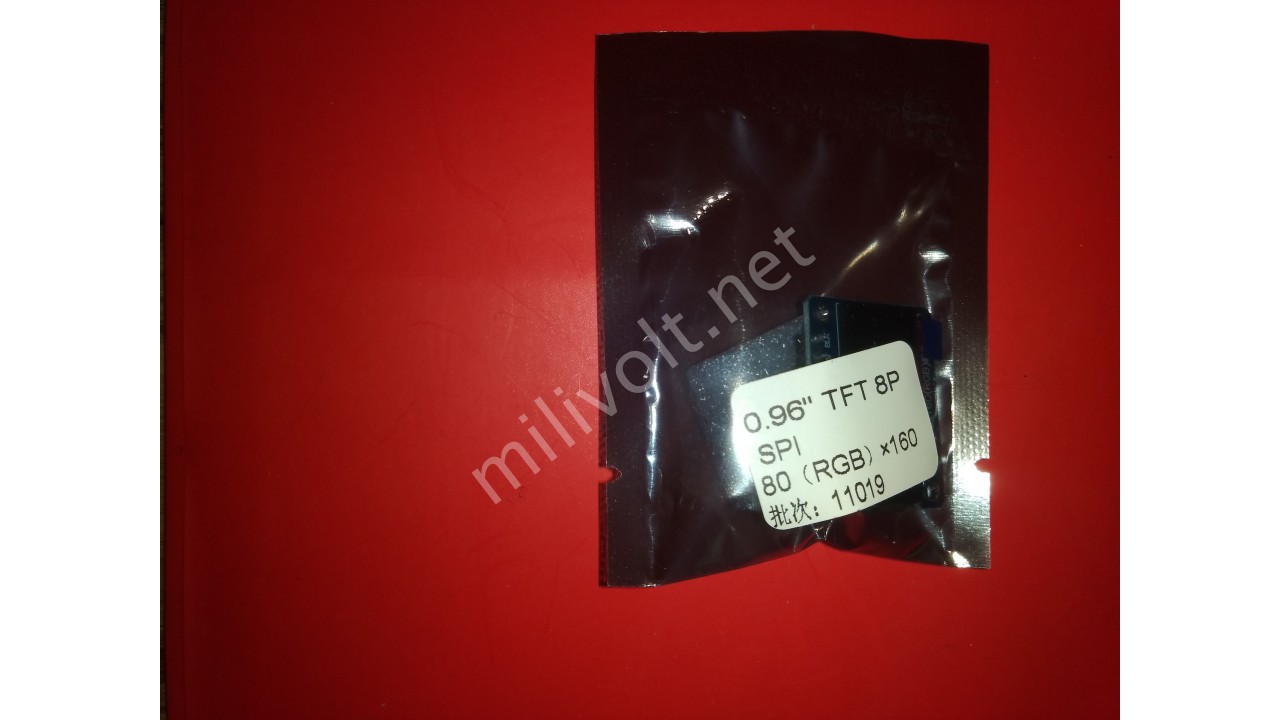 milivolt.net
0.96" TFT 8P
SPI
80（RGB）×160
批次：11019